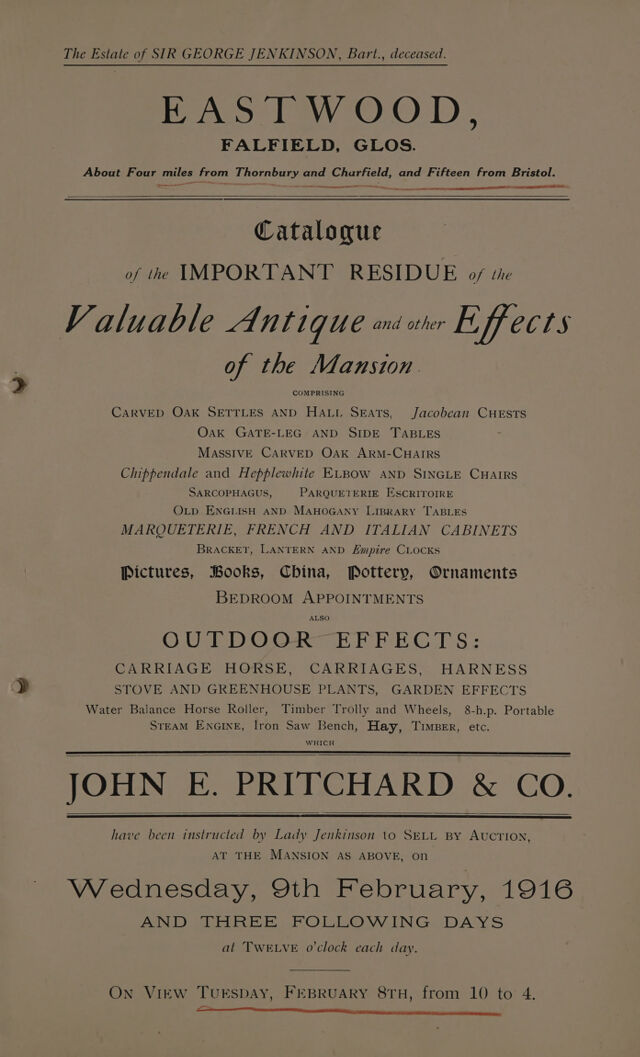 The Estate of SIR GEORGE JENKINSON, Bart., deceased.
EASTWOOD,
FALFIELD, GLOS.
About Four miles from Thornbury and Charfield, and Fifteen from Bristol.
Catalogue
of the IMPORTANT RESIDUE of the
Valuable Antique and other Effects
of the Mansion
COMPRISING
CARVED OAK SETTLES AND HALL SEATS, Jacobean CHESTS
OAK GATE-LEG AND SIDE TABLES
MASSIVE CARVED OAK ARM-CHAIRS
Chippendale and Hepplewhite ELBOW AND SINGLE CHAIRS
SARCOPHAGUS, PARQUETERIE ESCRITOIRE
OLD ENGLISH AND MAHOGANY LIBRARY TABLES
MARQUETERIE, FRENCH AND ITALIAN CABINETS
BRACKET, LANTERN AND Empire CLOCKS
Pictures, Books, China, Pottery, Ornaments
BEDROOM APPOINTMENTS
ALSO
OUTDOOR EFFECTS:
CARRIAGE HORSE, CARRIAGES, HARNESS
STOVE AND GREENHOUSE PLANTS, GARDEN EFFECTS
Water Balance Horse Roller, Timber Trolly and Wheels, 8-h.p. Portable
STEAM ENGINE, Iron Saw Bench, Hay, TIMBER, etc.
WHICH
JOHN E. PRITCHARD & CO.
have been instructed by Lady Jenkinson to SELL BY AUCTION,
AT THE MANSION AS ABOVE, ON
Wednesday, 9th February, 1916
AND THREE FOLLOWING DAYS
at TWELVE o'clock each day.
ON VIEW TUESDAY, FEBRUARY 8TH, from 10 to 4.